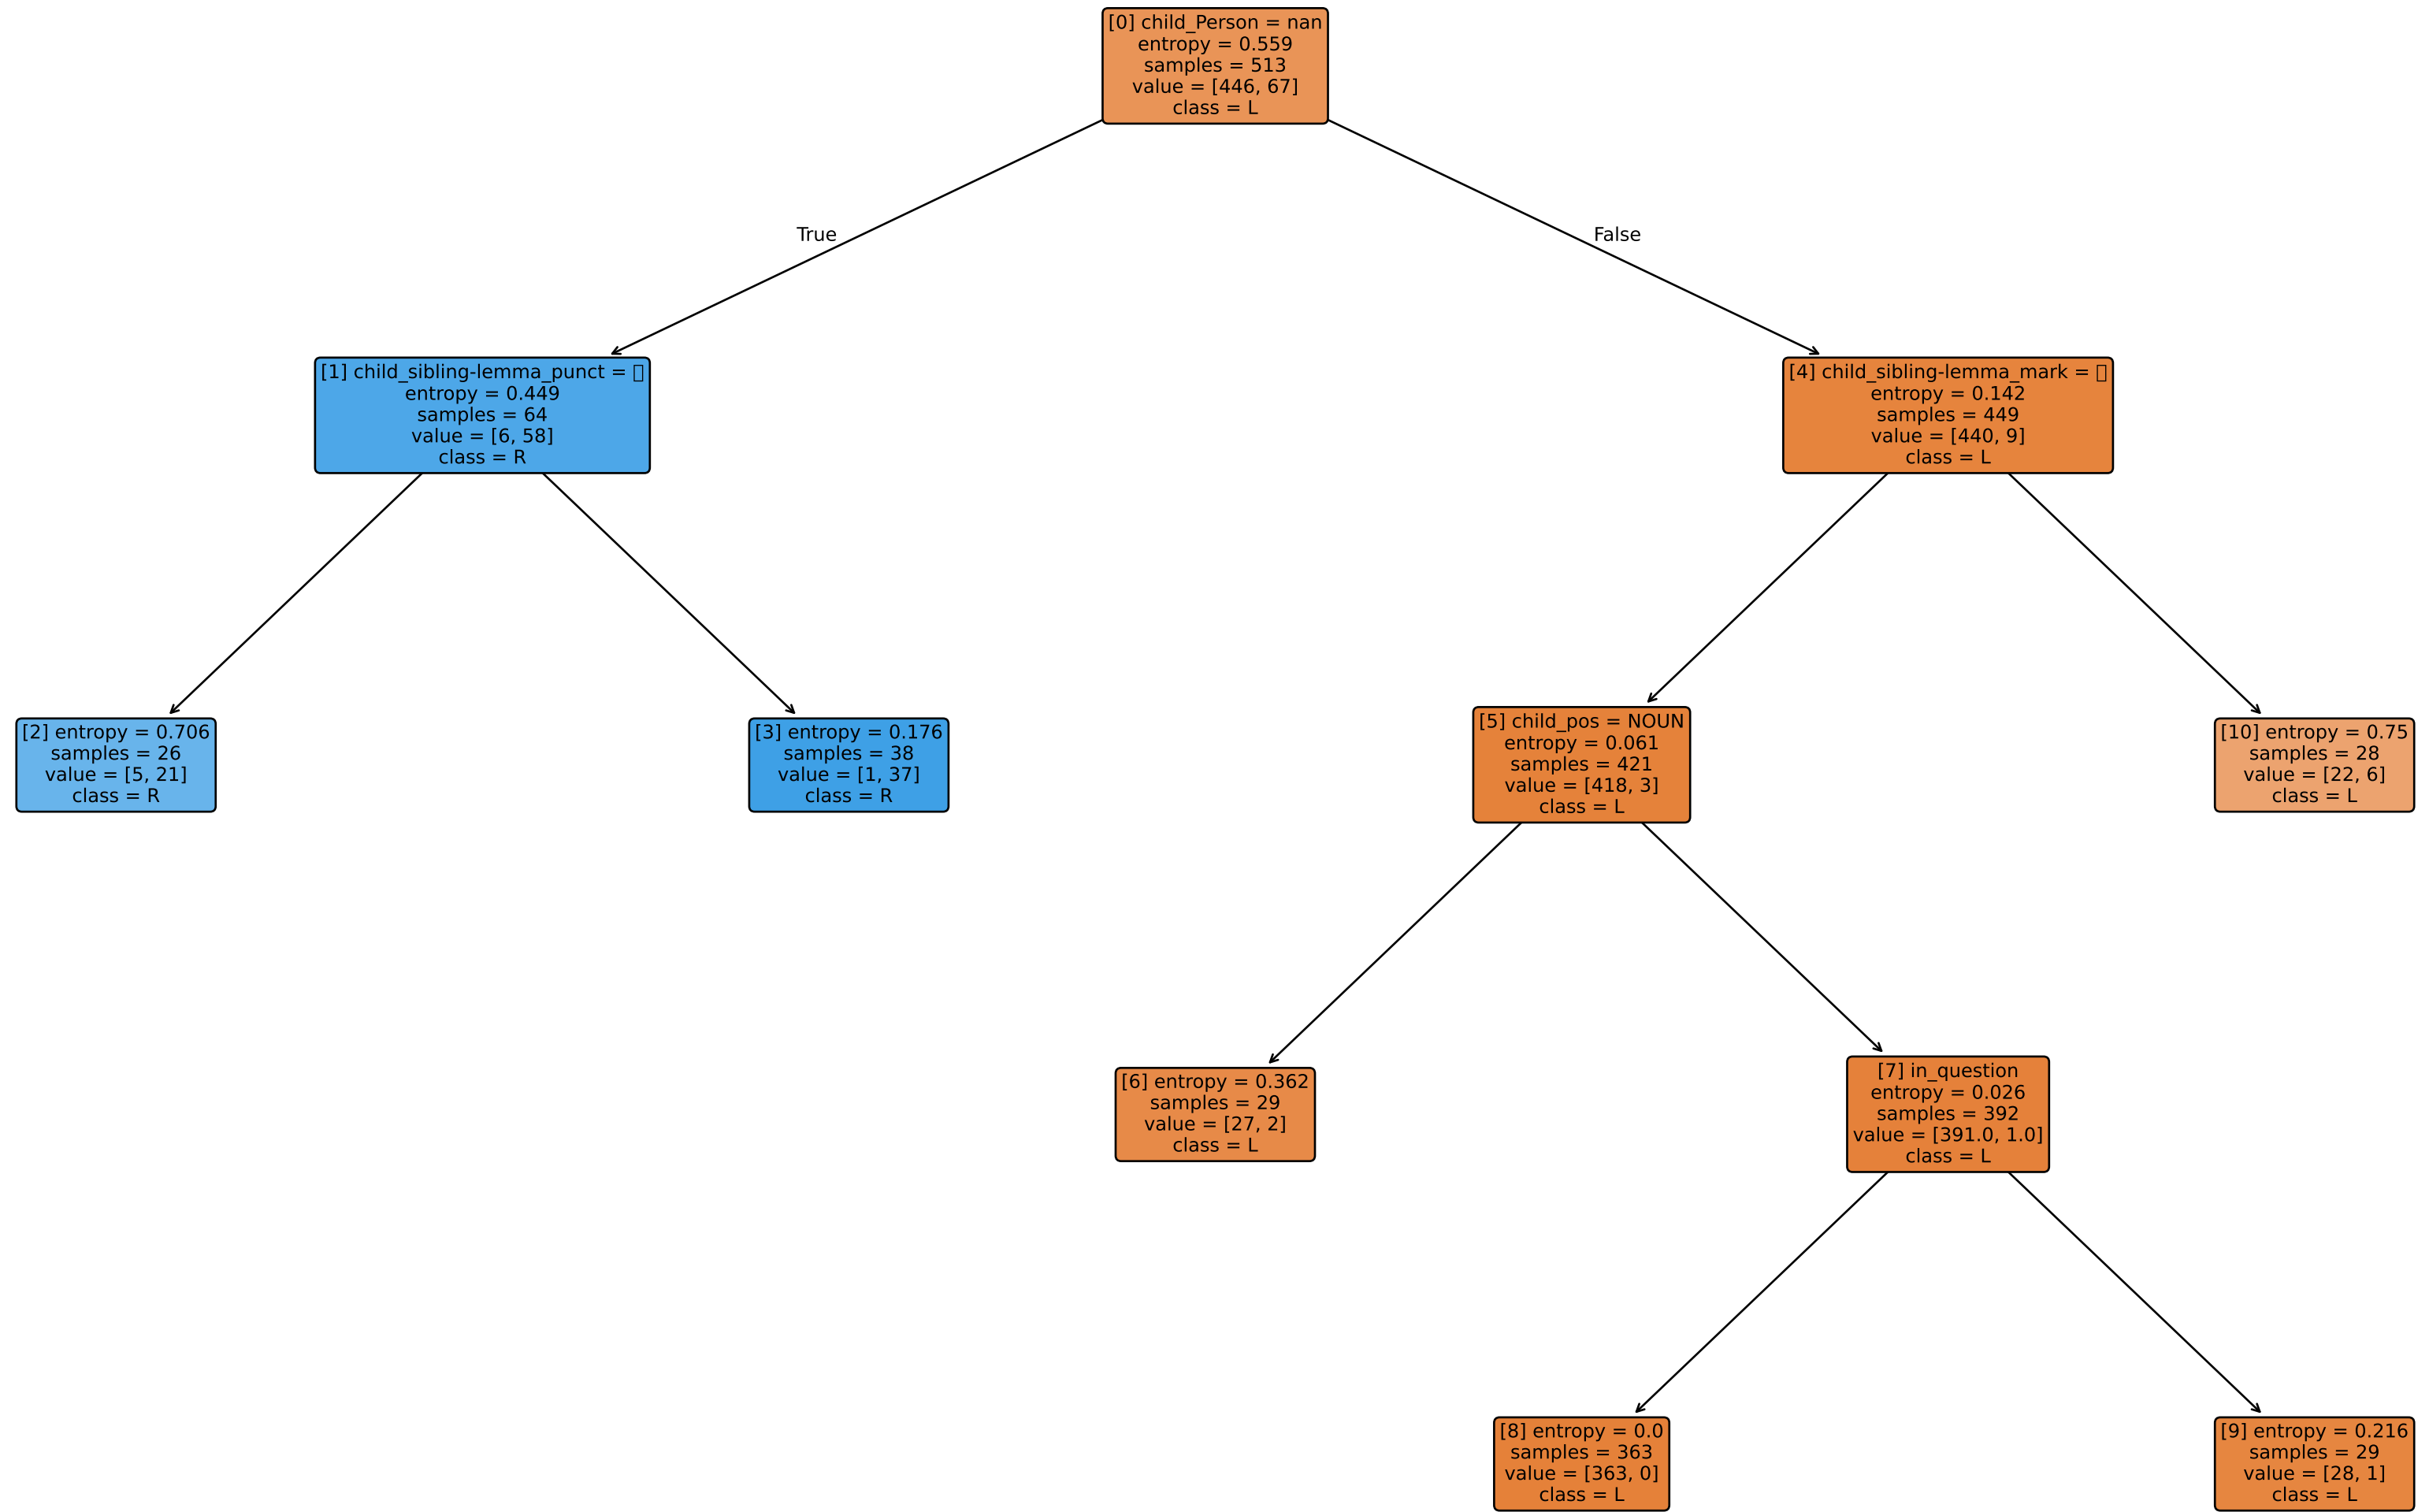 [0] child_Person = nan
entropy = 0.559
samples = 513
value = [446, 67]
class = L
True
False
[1] child_sibling-lemma_punct = 
entropy = 0.449
samples = 64
value = [6, 58]
class = R
[4] child_sibling-lemma_mark = 
entropy = 0.142
samples = 449
value = [440, 9]
class = L
[2] entropy = 0.706
samples = 26
value = [5, 21]
class = R
[3] entropy = 0.176
samples = 38
value = [1, 37]
class = R
[5] child_pos = NOUN
entropy = 0.061
samples = 421
value = [418, 3]
class = L
[10] entropy = 0.75
samples = 28
value = [22, 6]
class = L
[6] entropy = 0.362
samples = 29
value = [27, 2]
class = L
[7] in_question
entropy = 0.026
samples = 392
value = [391.0, 1.0]
class = L
[8] entropy = 0.0
samples = 363
value = [363, 0]
class = L
[9] entropy = 0.216
samples = 29
value = [28, 1]
class = L